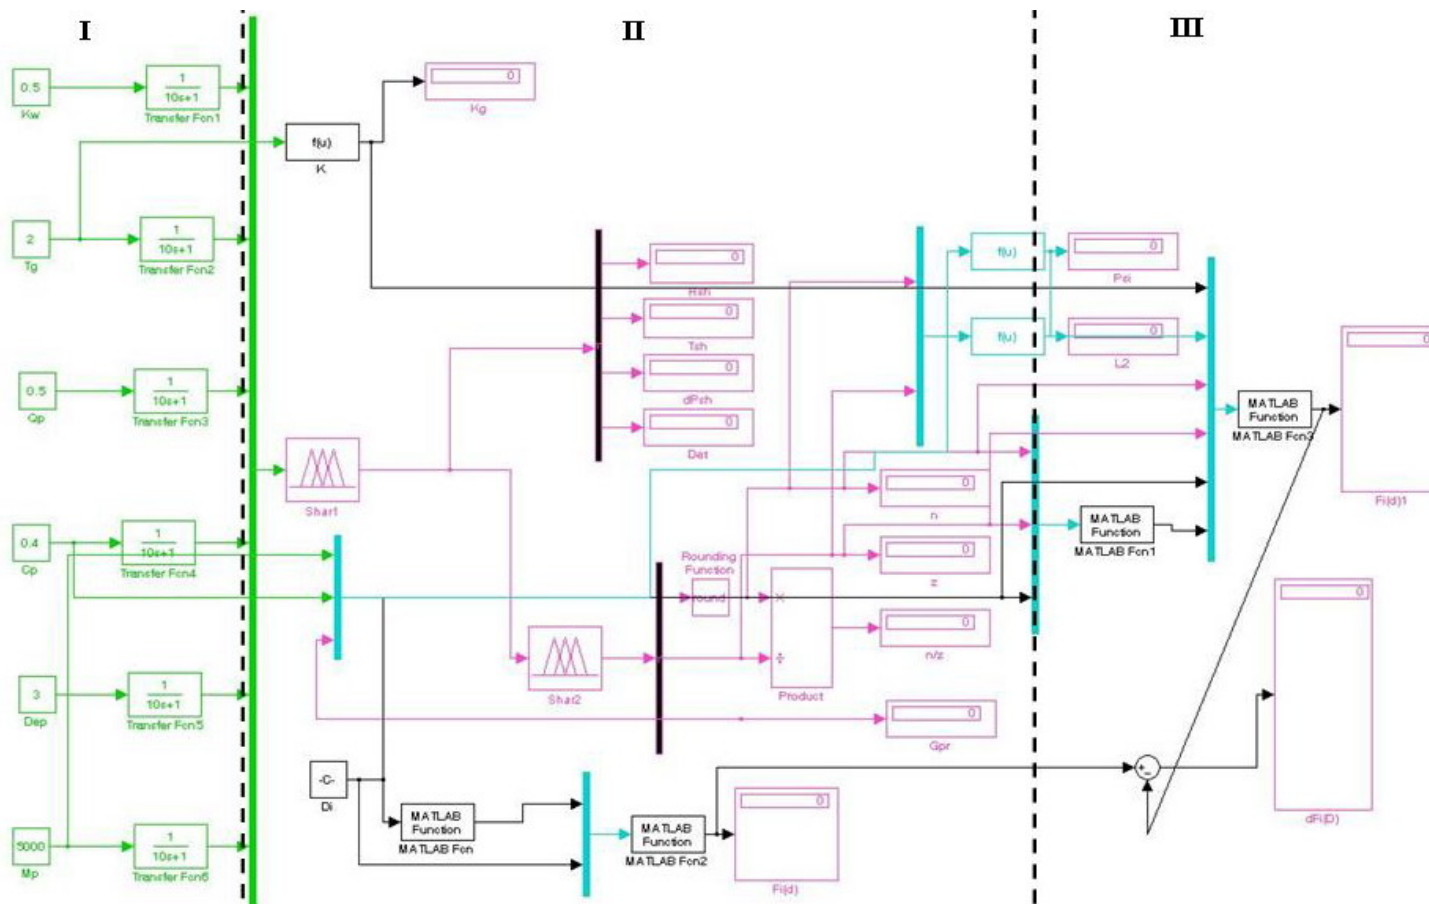 I
II
III
0.5
Kw
1
10s+1
Transfer Fcn1
2
Tg
1
10s+1
Transfer Fcn2
0.5
Qp
1
10s+1
Transfer Fcn3
0.4
Cp
1
10s+1
Transfer Fcn4
3
Dep
1
10s+1
Transfer Fcn5
5000
Mp
1
10s+1
Transfer Fcn6
f(u)
K
0
Kg
Shar1
0
Rsh
0
Tsh
0
dPsh
0
Det
Shar2
Rounding
Function
round
×
÷
Product
0
n
0
z
0
n/z
0
Gpr
-C-
Di
MATLAB
Function
MATLAB Fcn
MATLAB
Function
MATLAB Fcn2
0
Fi(d)
f(u)
f(u)
0
Psi
0
L2
MATLAB
Function
MATLAB Fcn1
MATLAB
Function
MATLAB Fcn3
0
Fi(d)1
+
-
0
dFi(D)